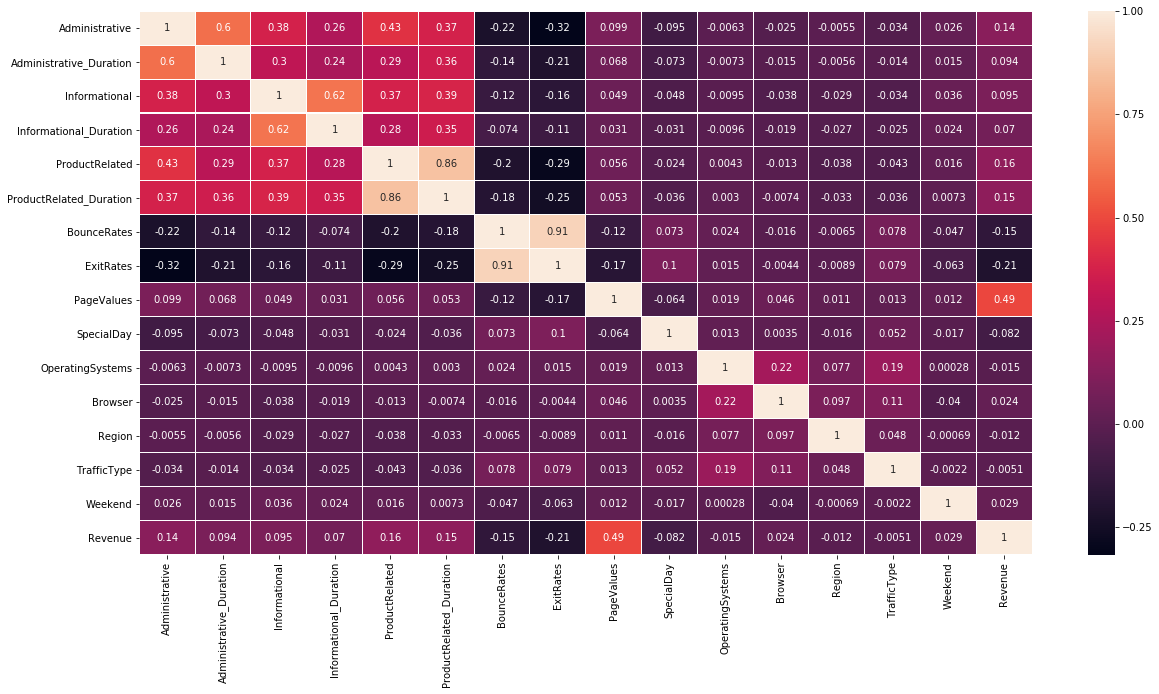 Administrative 1 0.6 0.38 0.26 0.43 0.37 -0.22 -0.32 0.099 -0.095 -0.0063 -0.025 -0.0055 -0.034 0.026 0.14
Administrative_Duration 0.6 1 0.3 0.24 0.29 0.36 -0.14 -0.21 0.068 -0.073 -0.0073 -0.015 -0.0056 -0.014 0.015 0.094
Informational 0.38 0.3 1 0.62 0.37 0.39 -0.12 -0.16 0.049 -0.048 -0.0095 -0.038 -0.029 -0.034 0.036 0.095
Informational_Duration 0.26 0.24 0.62 1 0.28 0.35 -0.074 -0.11 0.031 -0.031 -0.0096 -0.019 -0.027 -0.025 0.024 0.07
ProductRelated 0.43 0.29 0.37 0.28 1 0.86 -0.2 -0.29 0.056 -0.024 0.0043 -0.013 -0.038 -0.043 0.016 0.16
ProductRelated_Duration 0.37 0.36 0.39 0.35 0.86 1 -0.18 -0.25 0.053 -0.036 0.003 -0.0074 -0.033 -0.036 0.0073 0.15
BounceRates -0.22 -0.14 -0.12 -0.074 -0.2 -0.18 1 0.91 -0.12 0.073 0.024 -0.016 -0.0065 0.078 -0.047 -0.15
ExitRates -0.32 -0.21 -0.16 -0.11 -0.29 -0.25 0.91 1 -0.17 0.1 0.015 -0.0044 -0.0089 0.079 -0.063 -0.21
PageValues 0.099 0.068 0.049 0.031 0.056 0.053 -0.12 -0.17 1 -0.064 0.019 0.046 0.011 0.013 0.012 0.49
SpecialDay -0.095 -0.073 -0.048 -0.031 -0.024 -0.036 0.073 0.1 -0.064 1 0.013 0.0035 -0.016 0.052 -0.017 -0.082
OperatingSystems -0.0063 -0.0073 -0.0095 -0.0096 0.0043 0.003 0.024 0.015 0.019 0.013 1 0.22 0.077 0.19 0.00028 -0.015
Browser -0.025 -0.015 -0.038 -0.019 -0.013 -0.0074 -0.016 -0.0044 0.046 0.0035 0.22 1 0.097 0.11 -0.04 0.024
Region -0.0055 -0.0056 -0.029 -0.027 -0.038 -0.033 -0.0065 -0.0089 0.011 -0.016 0.077 0.097 1 0.048 -0.00069 -0.012
TrafficType -0.034 -0.014 -0.034 -0.025 -0.043 -0.036 0.078 0.079 0.013 0.052 0.19 0.11 0.048 1 -0.0022 -0.0051
Weekend 0.026 0.015 0.036 0.024 0.016 0.0073 -0.047 -0.063 0.012 -0.017 0.00028 -0.04 -0.00069 -0.0022 1 0.029
Revenue 0.14 0.094 0.095 0.07 0.16 0.15 -0.15 -0.21 0.49 -0.082 -0.015 0.024 -0.012 -0.0051 0.029 1
Administrative
Administrative_Duration
Informational
Informational_Duration
ProductRelated
ProductRelated_Duration
BounceRates
ExitRates
PageValues
SpecialDay
OperatingSystems
Browser
Region
TrafficType
Weekend
Revenue
1.00
0.75
0.50
0.25
0.00
−0.25